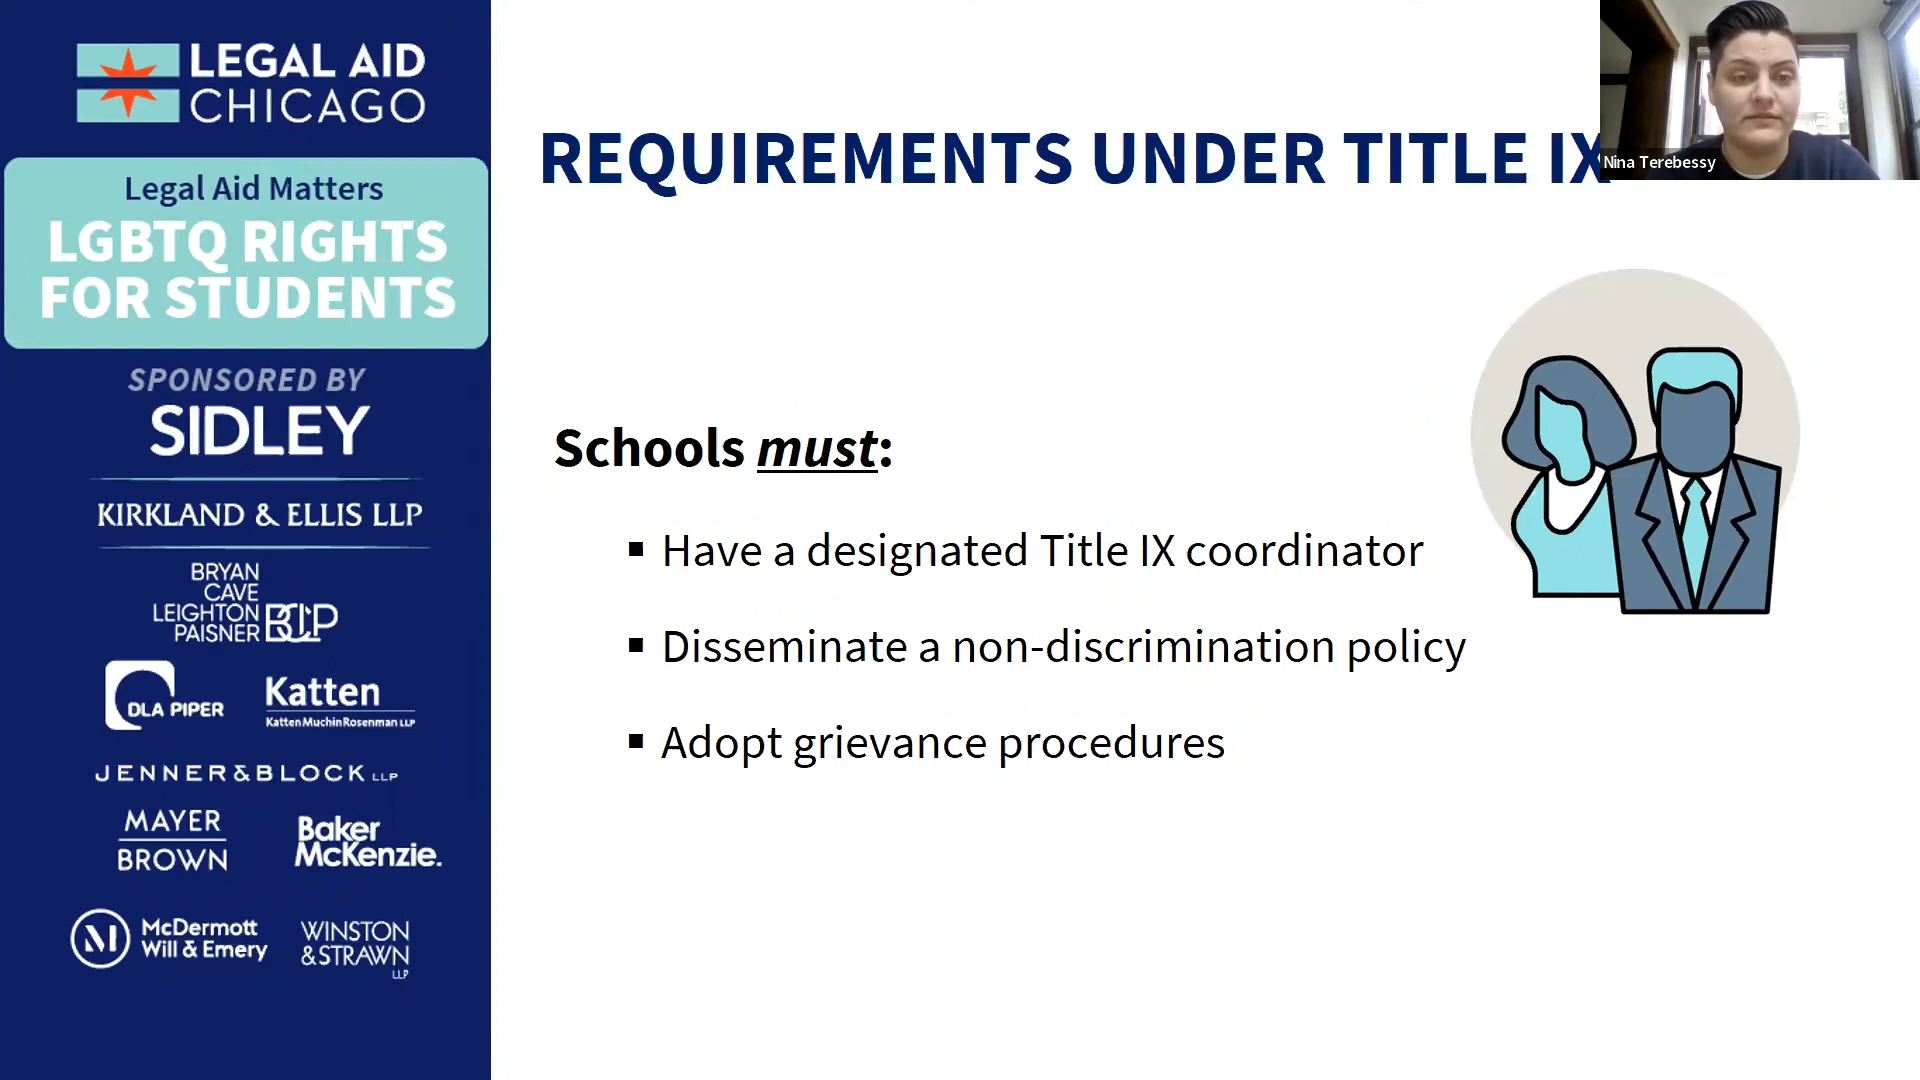 LEGAL AID
CHICAGO
Legal Aid Matters
LGBTQ RIGHTS
FOR STUDENTS
SPONSORED BY
SIDLEY
KIRKLAND & ELLIS LLP
BRYAN
CAVE
LEIGHTON
PAISNER BCLP
DLA PIPER
Katten
Katten Muchin Rosenman LLP
JENNER&BLOCK LLP
MAYER
BROWN
Baker
McKenzie.
M
McDermott
Will & Emery
WINSTON
& STRAWN
LLP
REQUIREMENTS UNDER TITLE IX
Schools must:
▪ Have a designated Title IX coordinator
▪ Disseminate a non-discrimination policy
▪ Adopt grievance procedures
Nina Terebessy